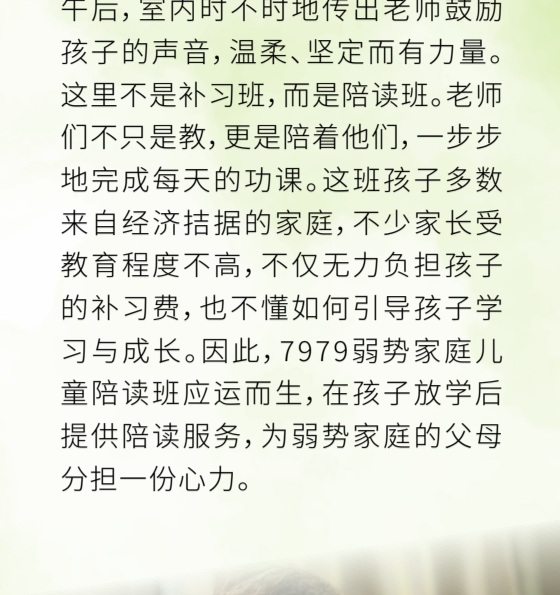 午后，室内时不时地传出老师鼓励
孩子的声音，温柔、坚定而有力量。
这里不是补习班，而是陪读班。老师
们不只是教，更是陪着他们，一步步
地完成每天的功课。这班孩子多数
来自经济拮据的家庭，不少家长受
教育程度不高，不仅无力负担孩子
的补习费，也不懂如何引导孩子学
习与成长。因此，7979弱势家庭儿
童陪读班应运而生，在孩子放学后
提供陪读服务，为弱势家庭的父母
分担一份心力。